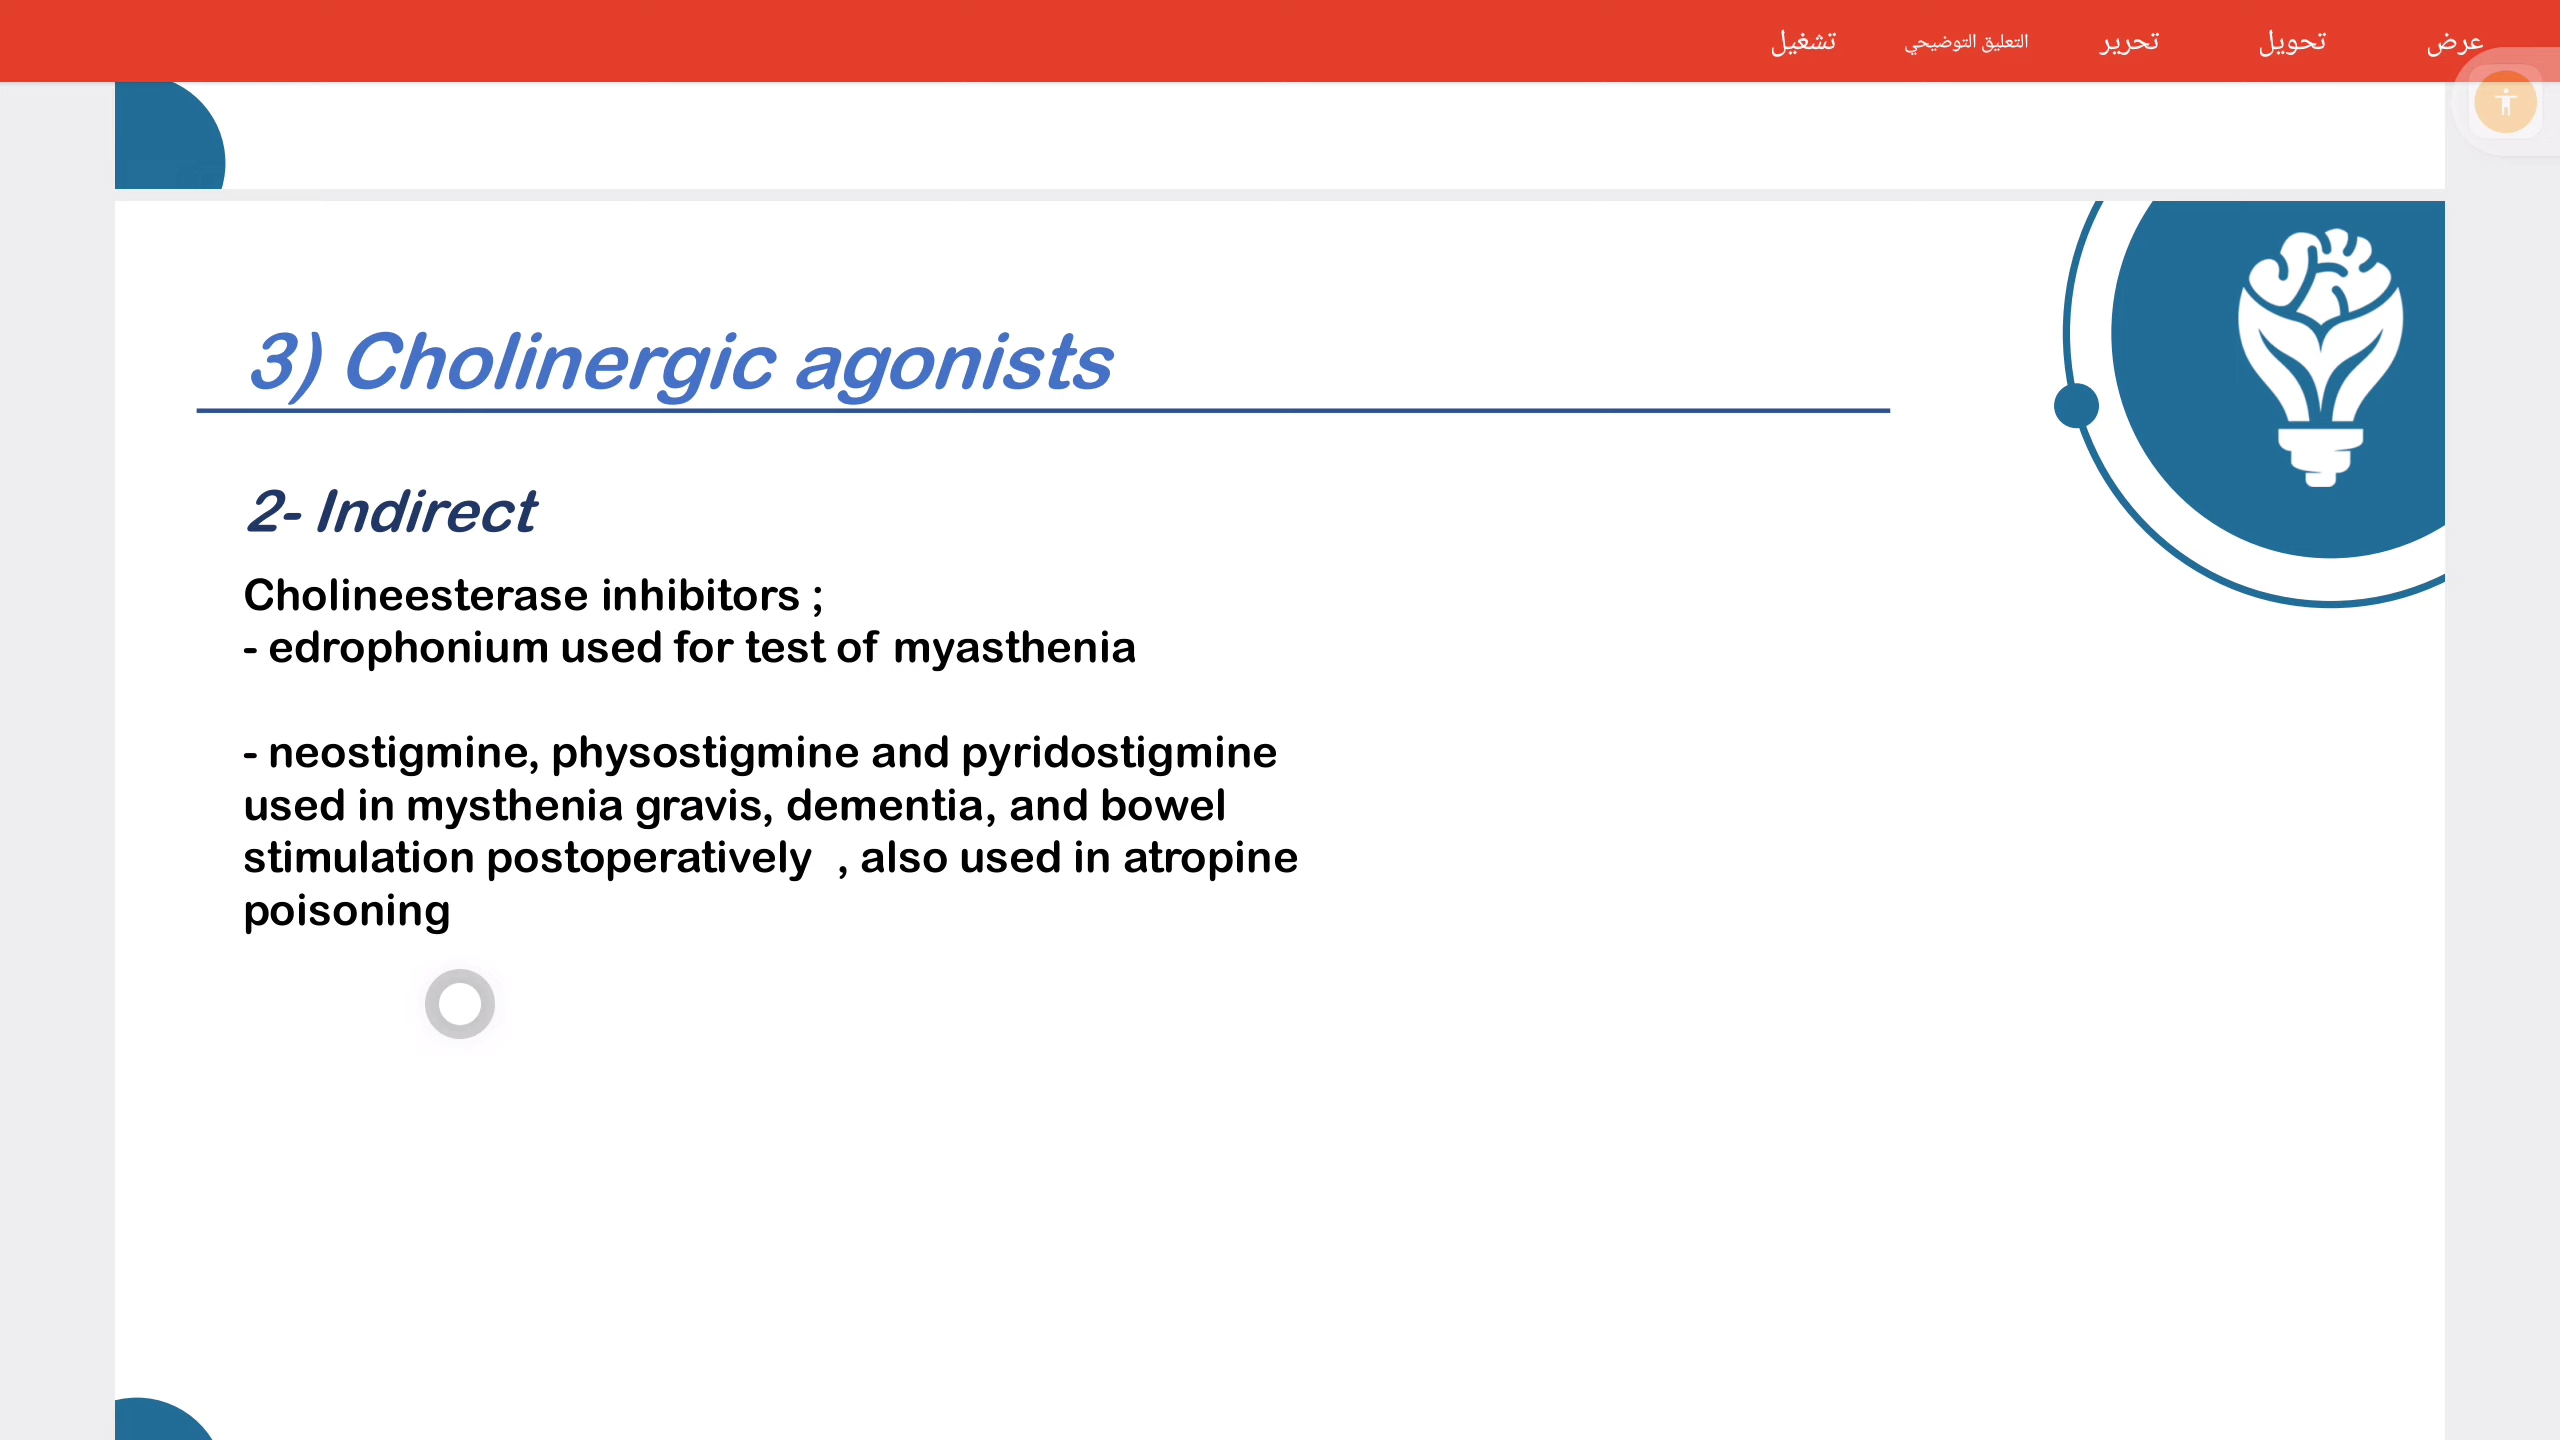 عرض تحويل تحرير التعليق التوضيحي تشغيل
3) Cholinergic agonists
2- Indirect
Cholineesterase inhibitors ;
- edrophonium used for test of myasthenia
- neostigmine, physostigmine and pyridostigmine
used in mysthenia gravis, dementia, and bowel
stimulation postoperatively , also used in atropine
poisoning